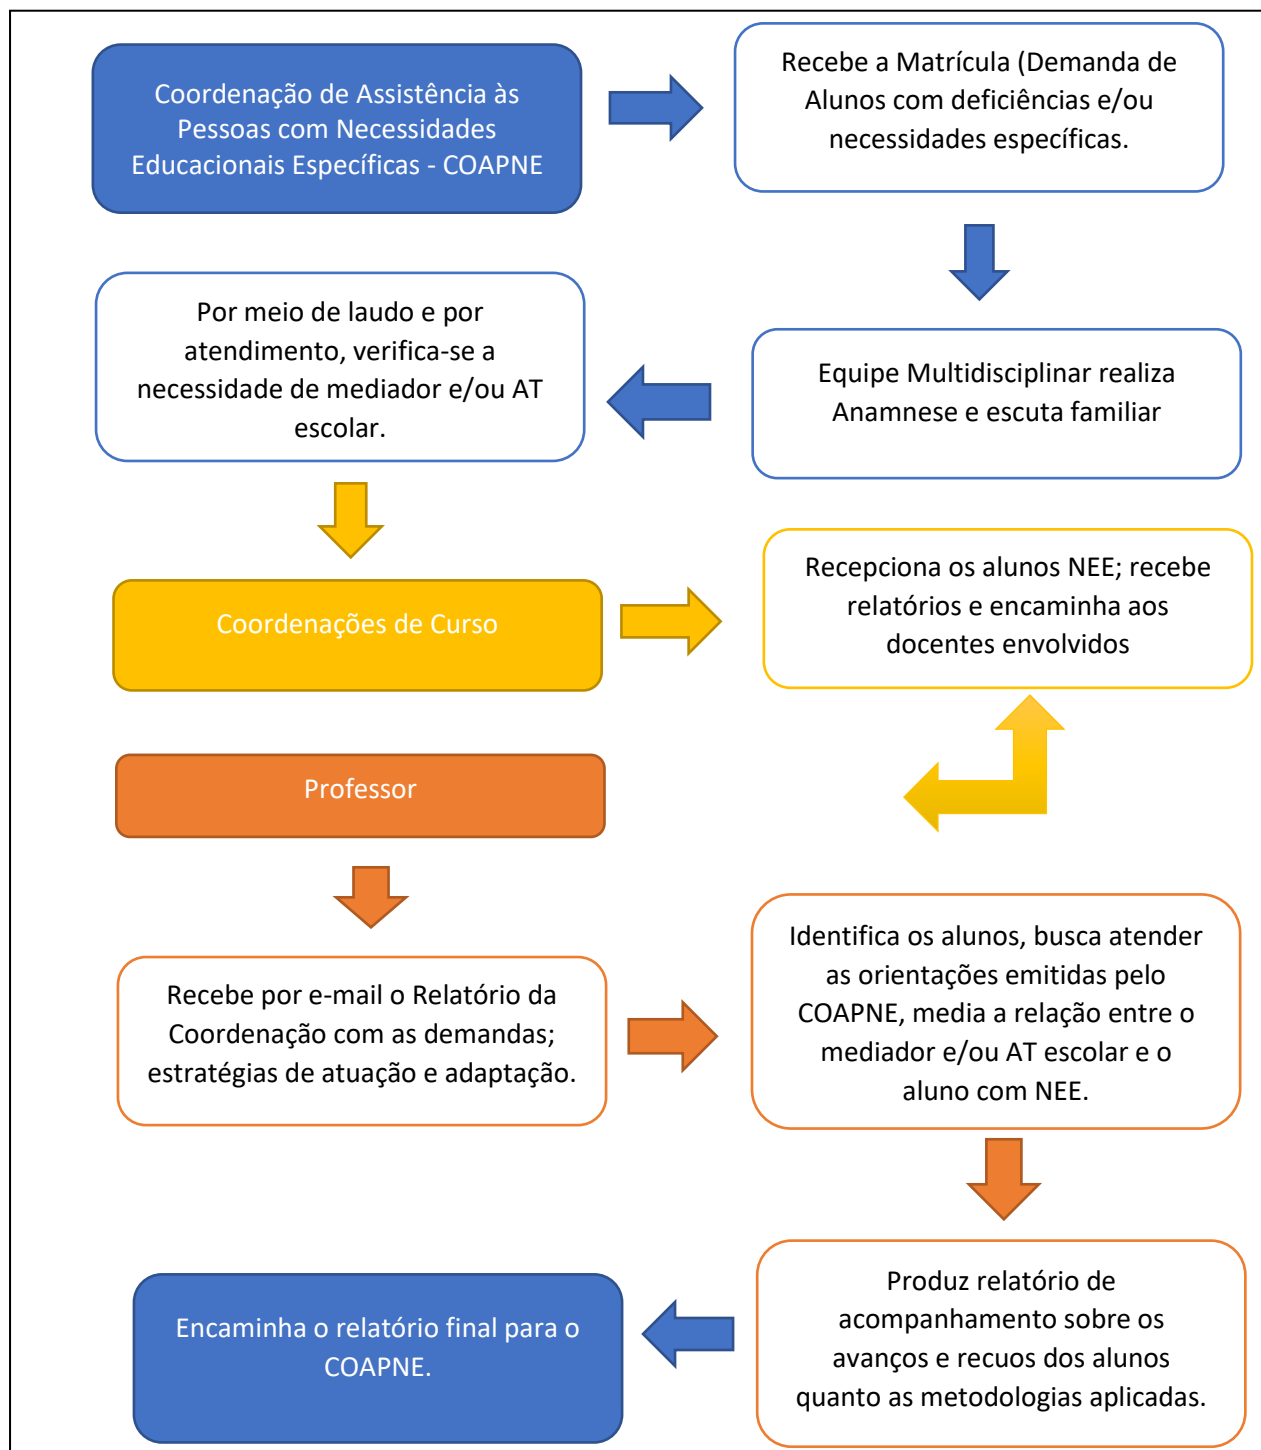 Coordenação de Assistência às
Pessoas com Necessidades
Educacionais Específicas - COAPNE
Recebe a Matrícula (Demanda de
Alunos com deficiências e/ou
necessidades específicas.
Por meio de laudo e por
atendimento, verifica-se a
necessidade de mediador e/ou AT
escolar.
Equipe Multidisciplinar realiza
Anamnese e escuta familiar
Coordenações de Curso
Recepciona os alunos NEE; recebe
relatórios e encaminha aos
docentes envolvidos
Professor
Recebe por e-mail o Relatório da
Coordenação com as demandas;
estratégias de atuação e adaptação.
Identifica os alunos, busca atender
as orientações emitidas pelo
COAPNE, media a relação entre o
mediador e/ou AT escolar e o
aluno com NEE.
Produz relatório de
acompanhamento sobre os
avanços e recuos dos alunos
quanto as metodologias aplicadas.
Encaminha o relatório final para o
COAPNE.